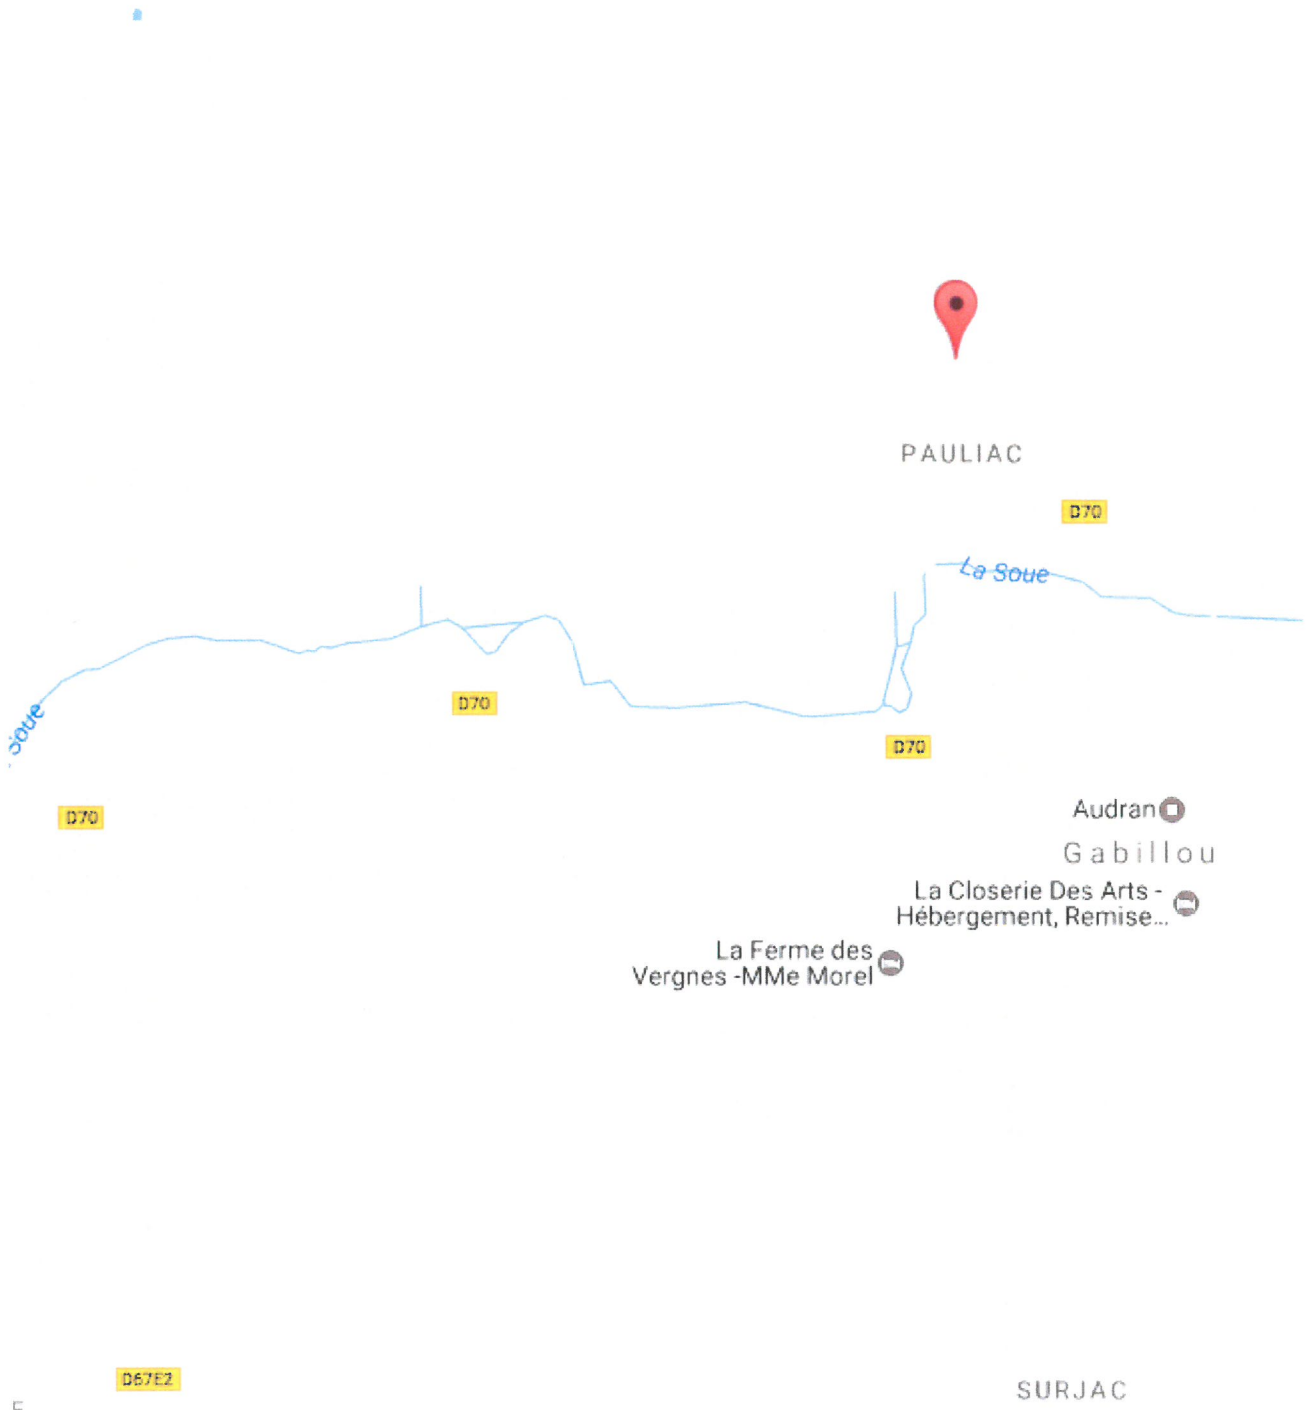 PAULIAC
D70
La Soue
D70
Soue
D70
D70
Audran
Gabillou
La Closerie Des Arts -
Hébergement, Remise...
La Ferme des
Vergnes -MMe Morel
D67E2
SURJAC